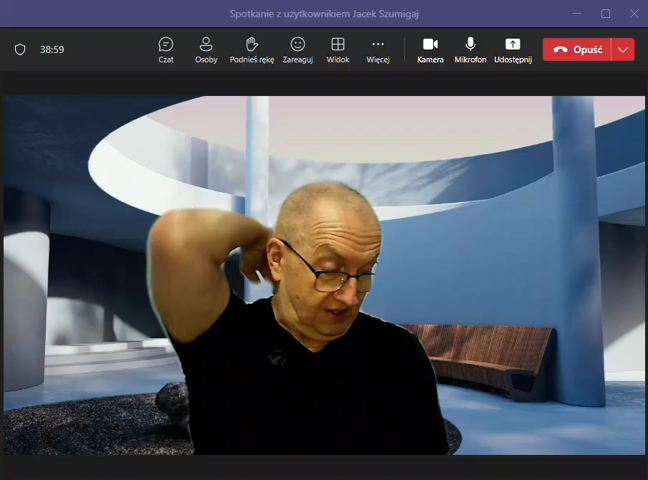 Spotkanie z użytkownikiem Jacek Szumigaj
38:59
Czat
Osoby
Podnieś rękę
Zareaguj
Widok
Więcej
Kamera
Mikrofon
Udostępnij
Opuść